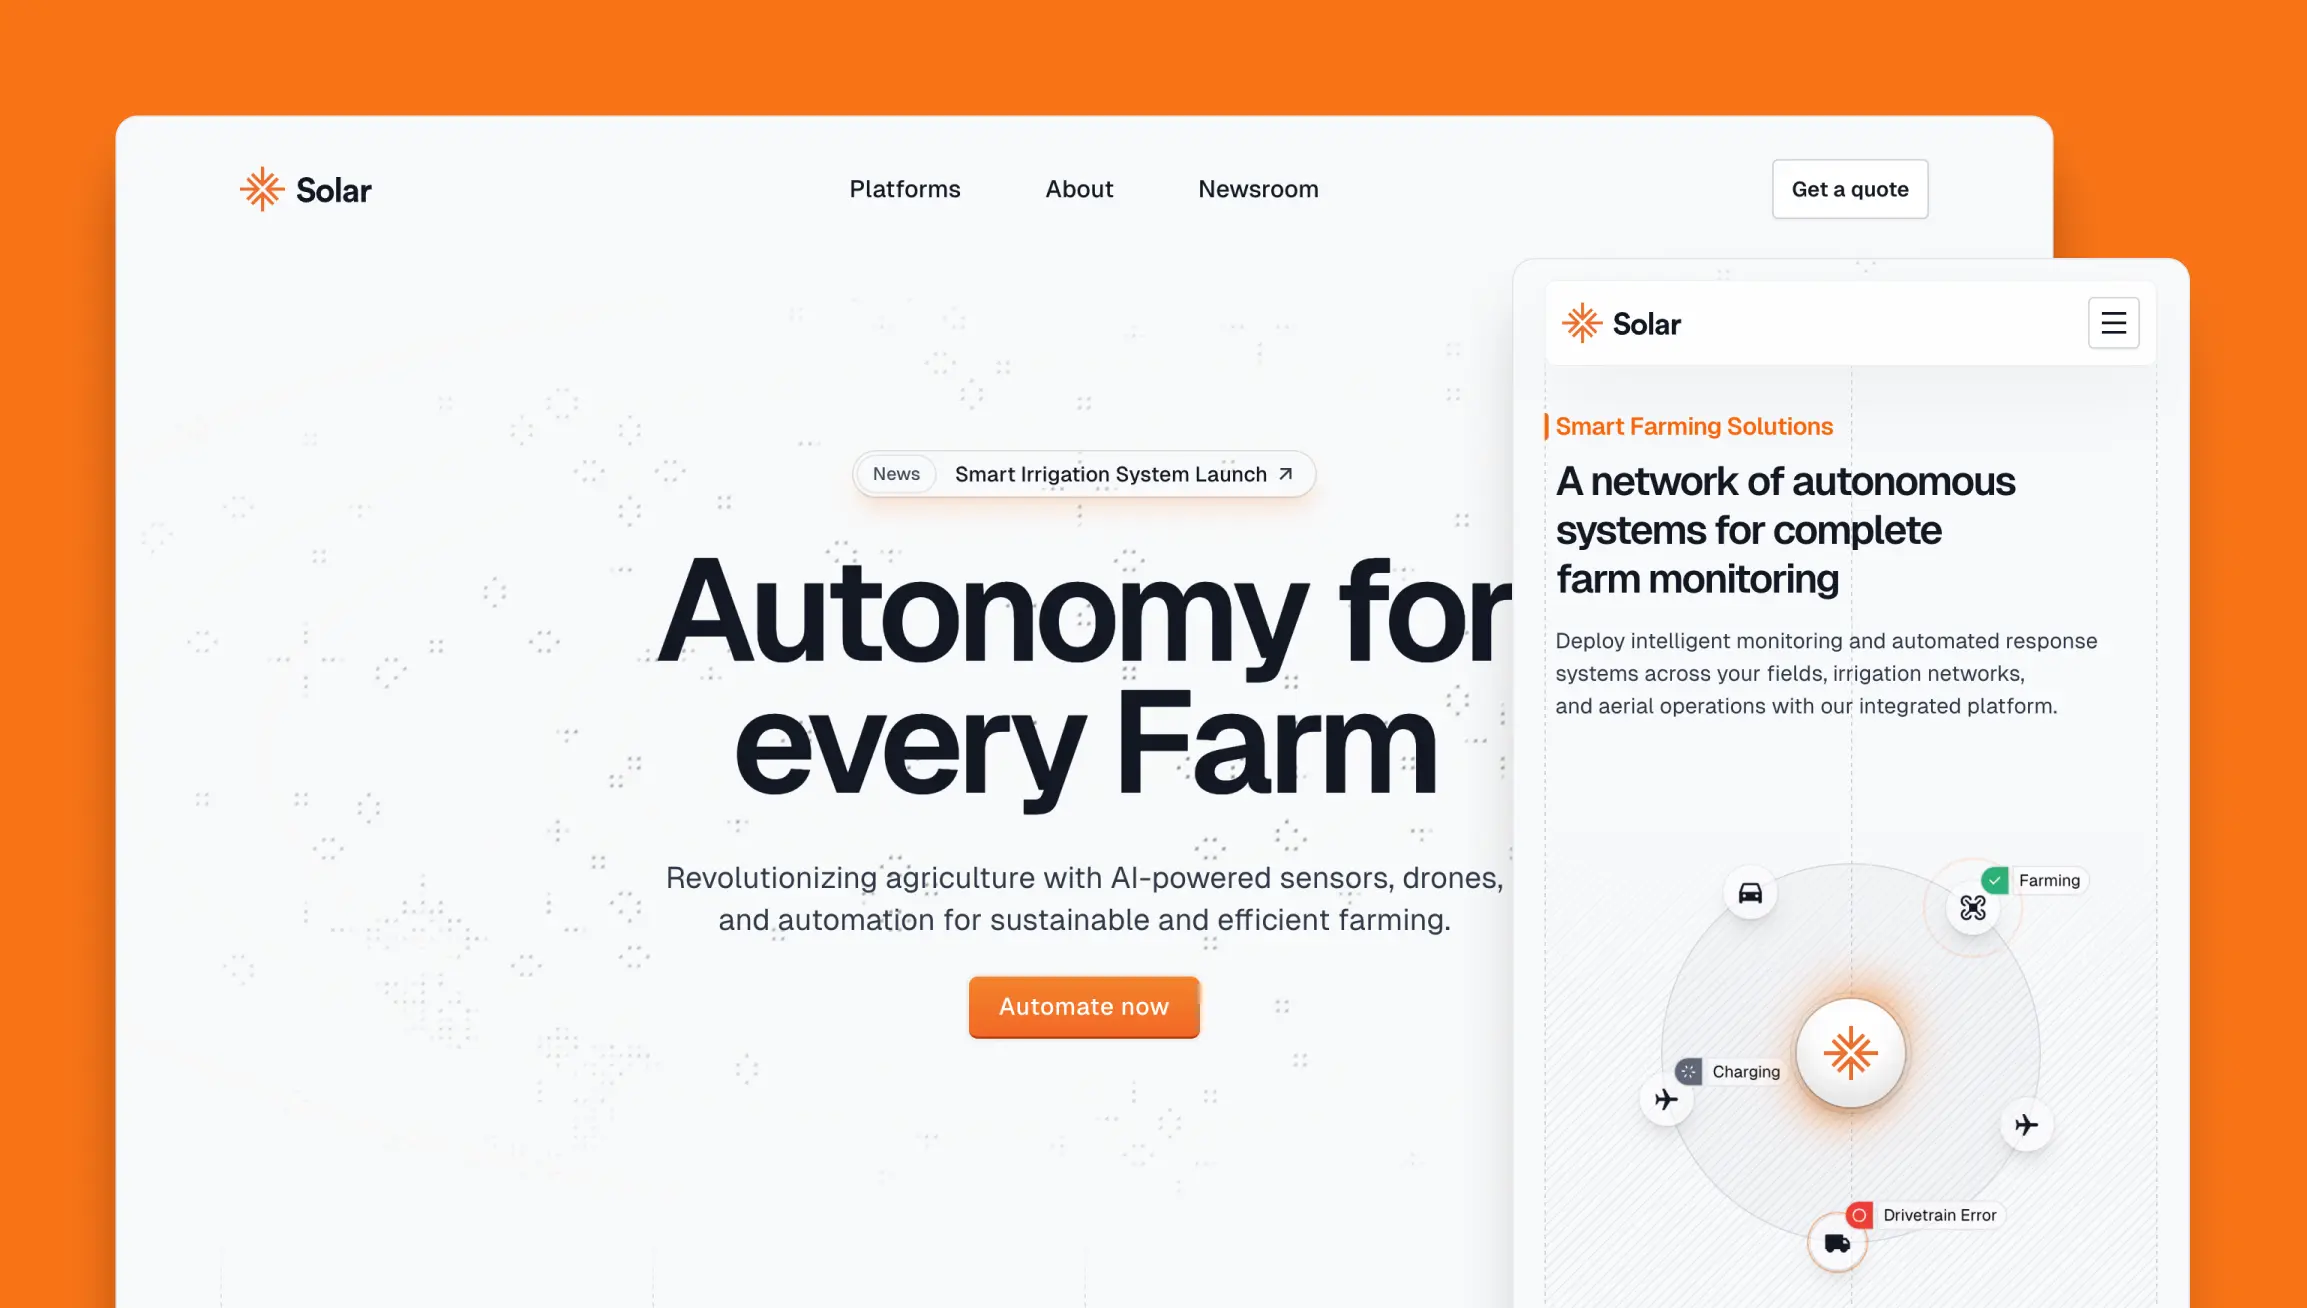 Solar
Platforms
About
Newsroom
Get a quote
News
Smart Irrigation System Launch
Autonomy for
every Farm
Revolutionizing agriculture with AI-powered sensors, drones,
and automation for sustainable and efficient farming.
Automate now
Solar
Smart Farming Solutions
A network of autonomous
systems for complete
farm monitoring
Deploy intelligent monitoring and automated response
systems across your fields, irrigation networks,
and aerial operations with our integrated platform.
Farming
Charging
Drivetrain Error